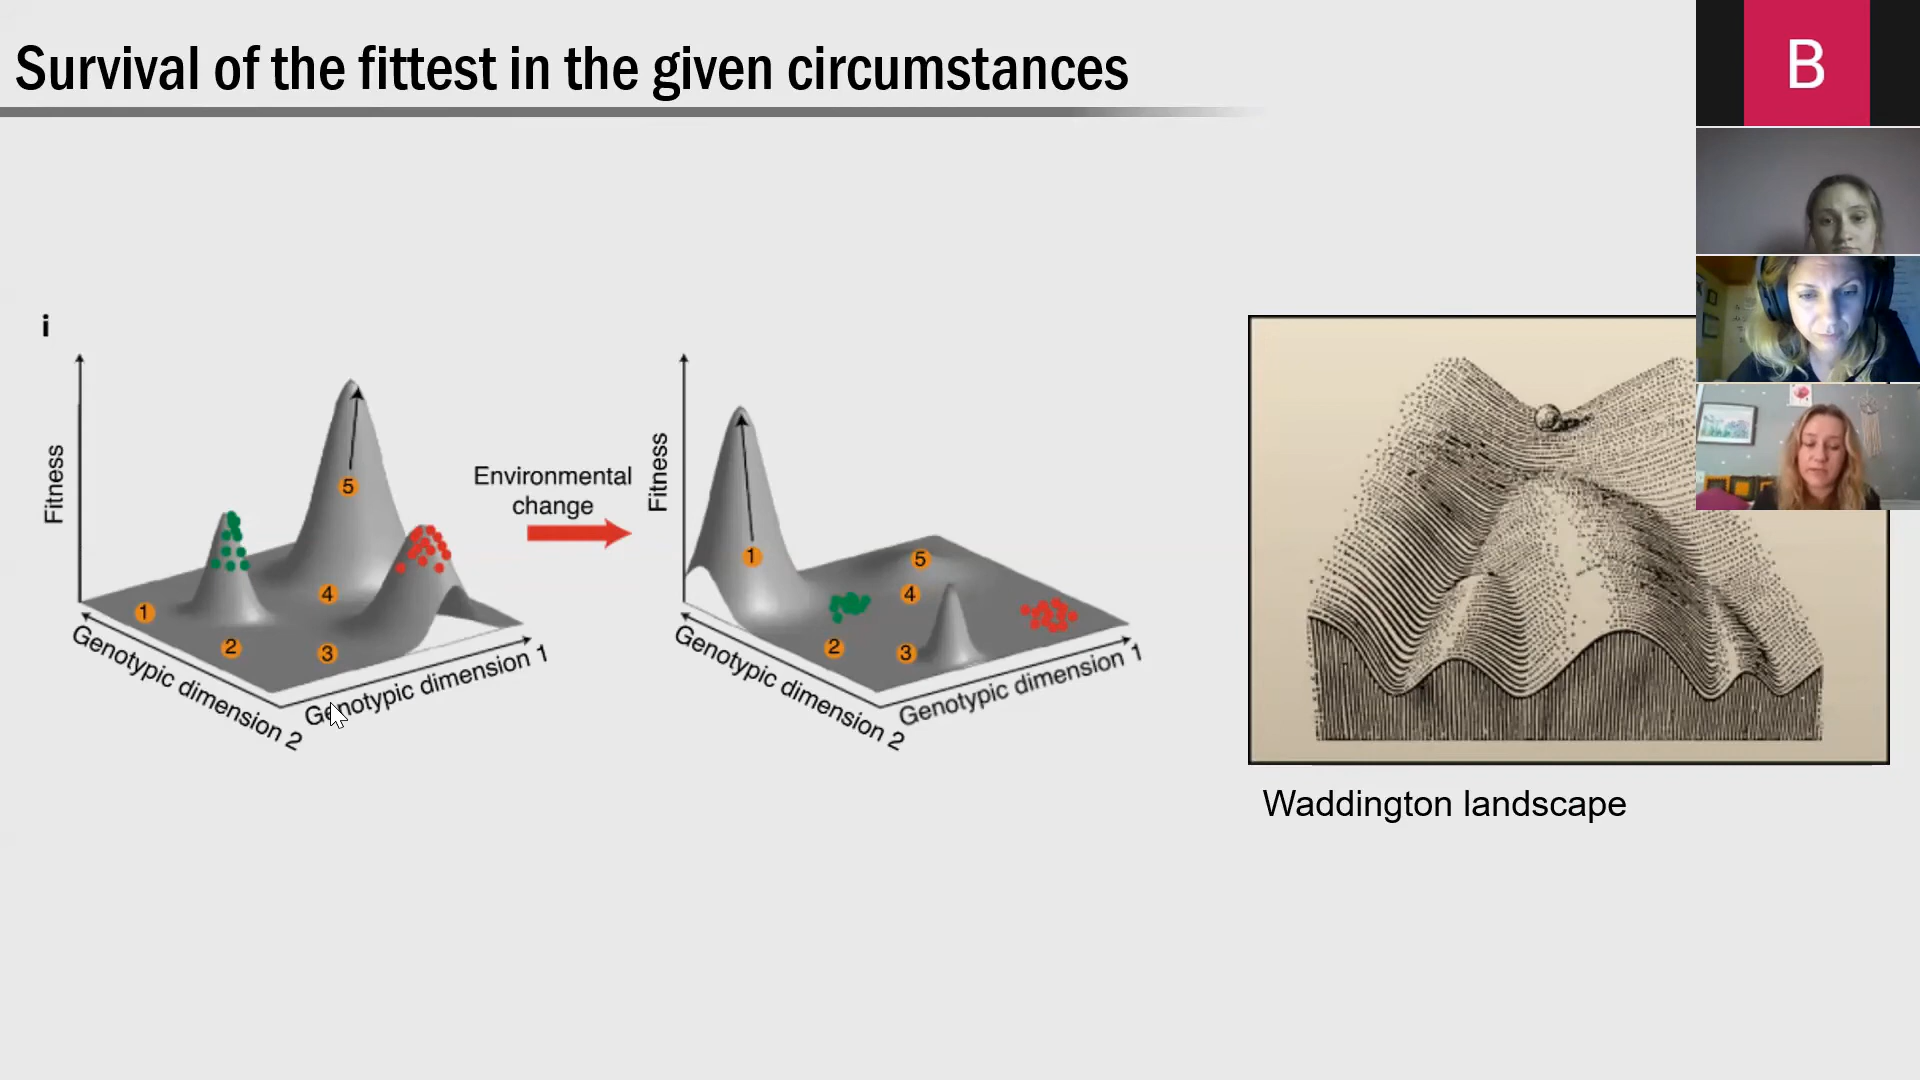 Survival of the fittest in the given circumstances
B
i
Fitness
5
4
1
2
3
Genotypic dimension 2
Genotypic dimension 1
Environmental
change
Fitness
1
5
4
2
3
Genotypic dimension 2
Genotypic dimension 1
Waddington landscape